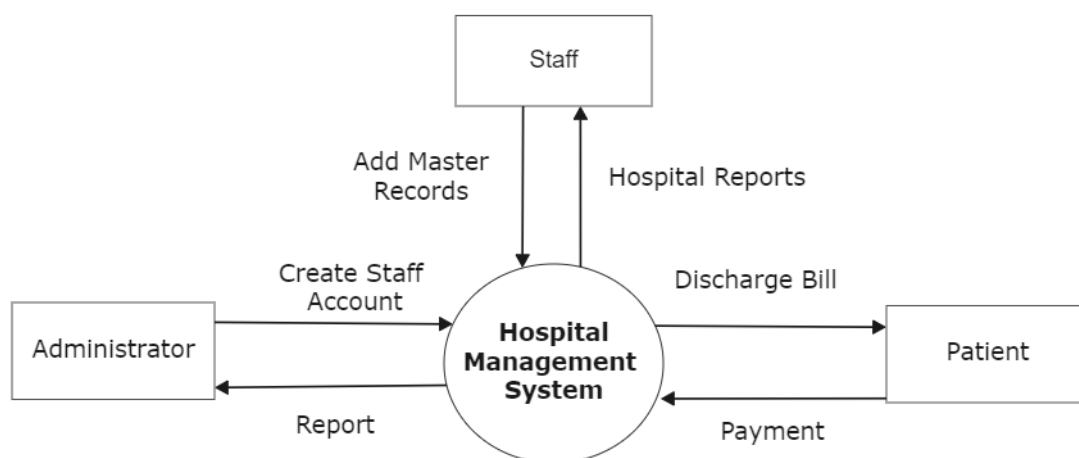 Staff
Add Master
Records
Hospital Reports
Create Staff
Account
Discharge Bill
Administrator
Hospital
Management
System
Patient
Report
Payment